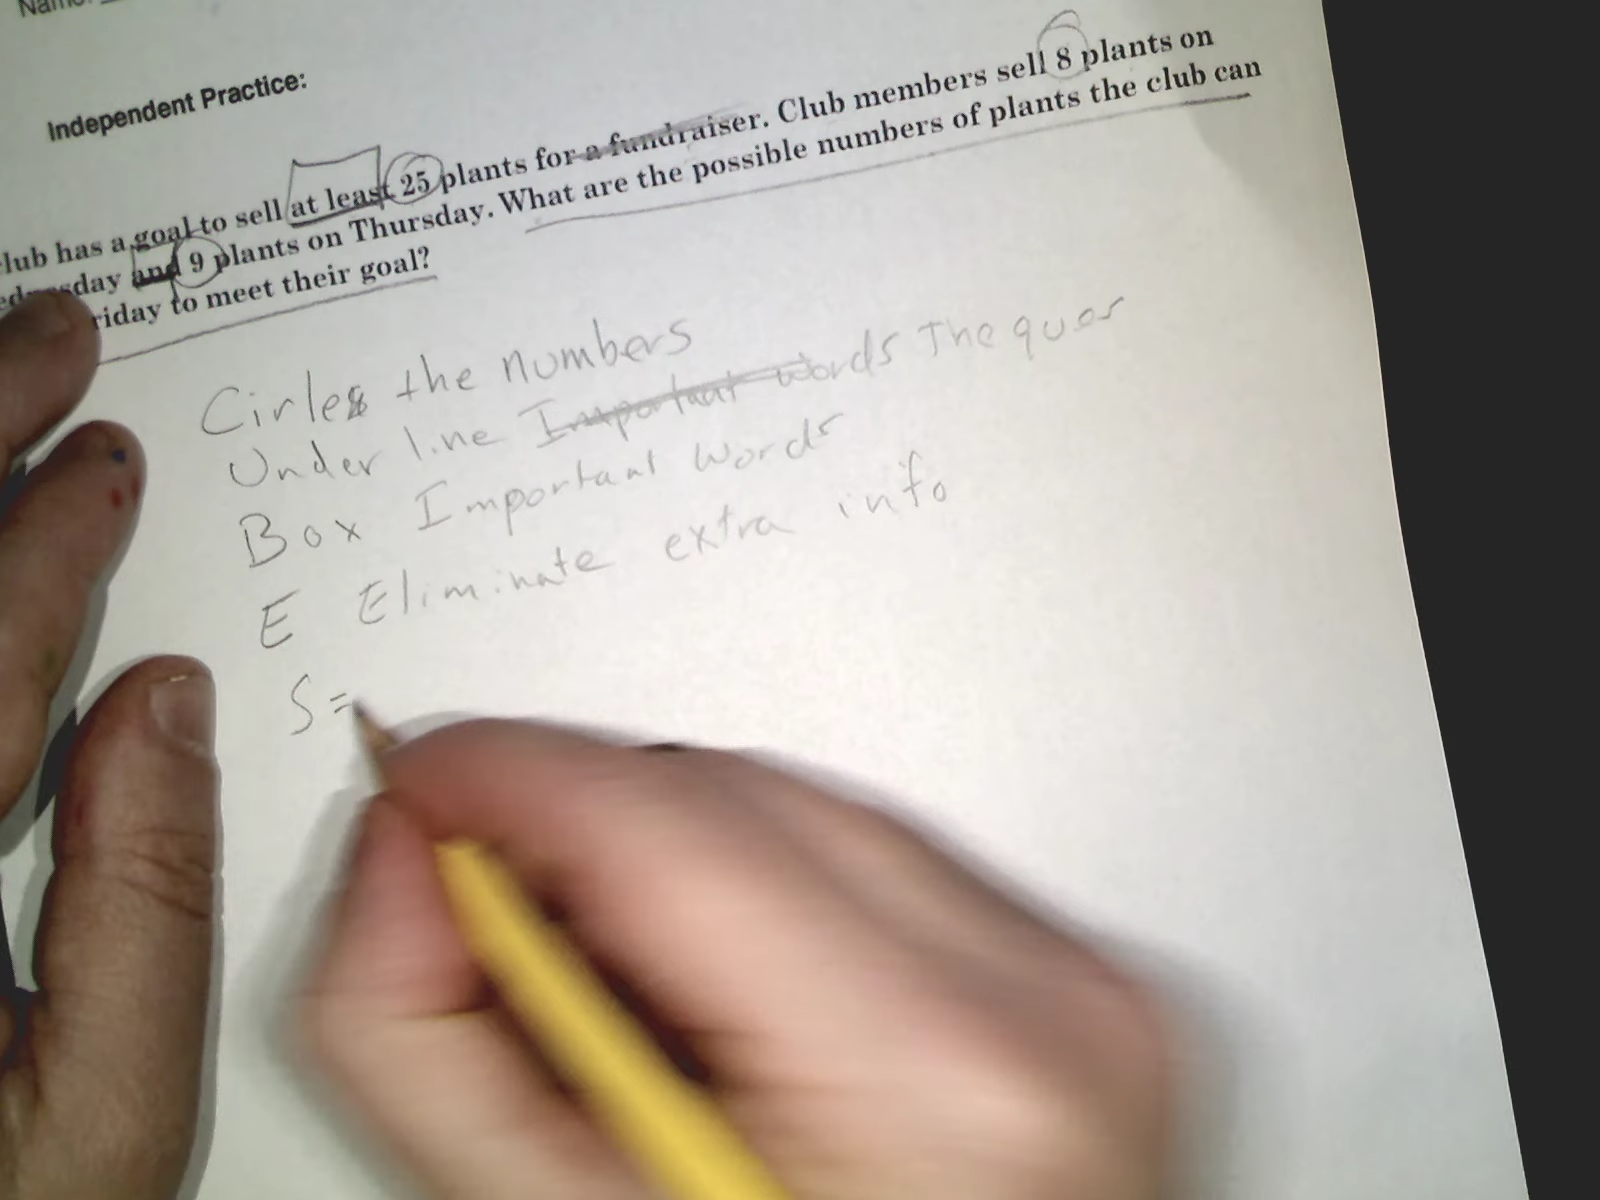 Independent Practice:
club has a goal to sell at least 25 plants for a fundraiser. Club members sell 8 plants on
ednesday and 9 plants on Thursday. What are the possible numbers of plants the club can
riday to meet their goal?
Cirles the numbers
Under line Important words The ques
Box Important words
E Eliminate extra info
S =